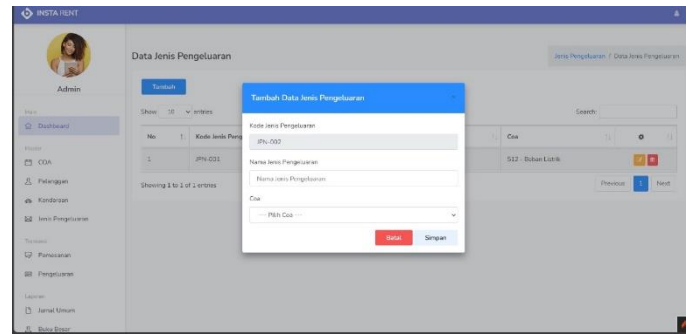 INSTA RENT
Admin
Main
Dashboard
COA
Pelanggan
Kendaraan
Jenis Pengeluaran
Transaksi
Pemesanan
Pengeluaran
Laporan
Jurnal Umum
Buku Besar
Data Jenis Pengeluaran
Jenis Pengeluaran / Data Jenis Pengeluaran
Tambah
Show 10 entries
Search:
No Kode Jenis Peng Coa
1 JPN-001 512 - Beban Listrik
Showing 1 to 1 of 1 entries
Previous 1 Next
Tambah Data Jenis Pengeluaran
Kode Jenis Pengeluaran
JPN-002
Nama Jenis Pengeluaran
Nama Jenis Pengeluaran
Coa
--- Pilih Coa ---
Batal Simpan